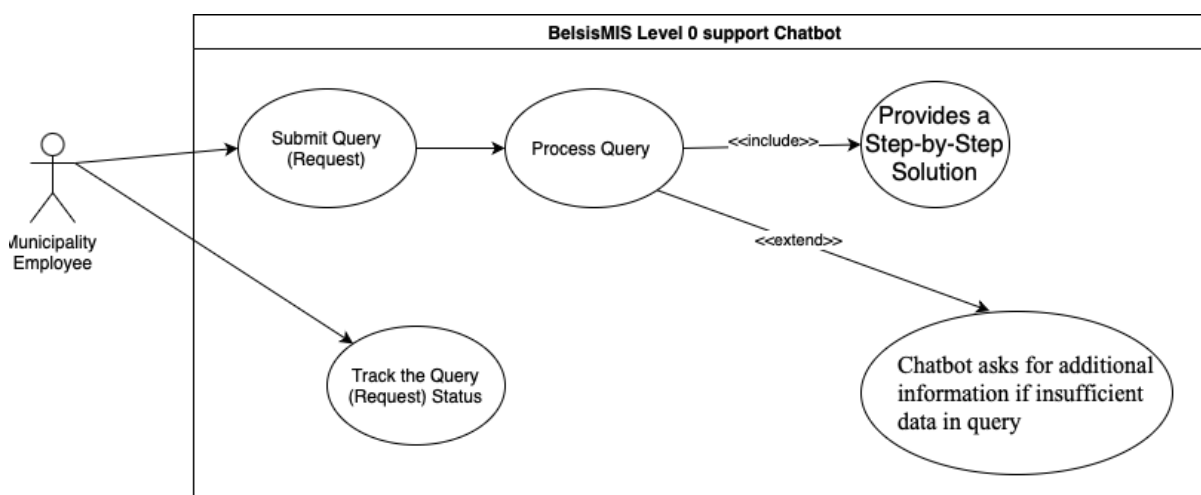 BelsisMIS Level 0 support Chatbot
Submit Query
(Request)
Process Query
<<include>>
Provides a
Step-by-Step
Solution
Municipality
Employee
<<extend>>
Track the Query
(Request) Status
Chatbot asks for additional
information if insufficient
data in query